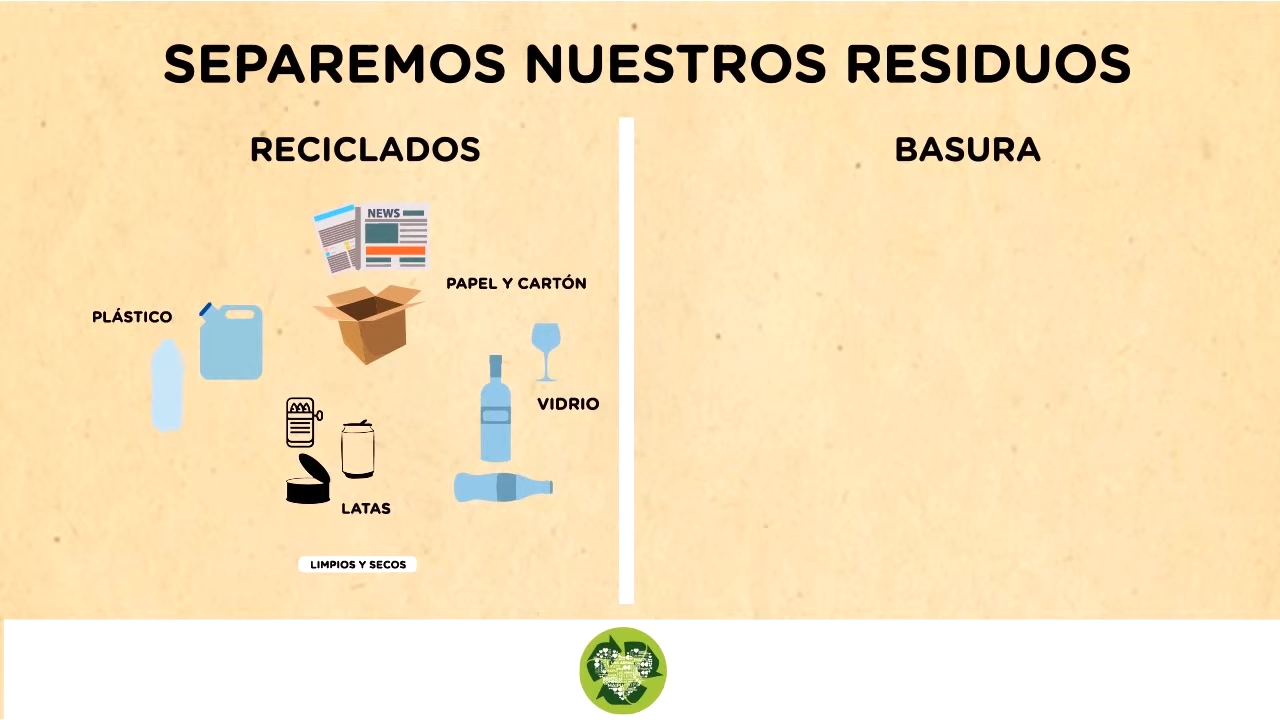 SEPAREMOS NUESTROS RESIDUOS
RECICLADOS
BASURA
NEWS
PAPEL Y CARTÓN
PLÁSTICO
VIDRIO
LATAS
LIMPIOS Y SECOS